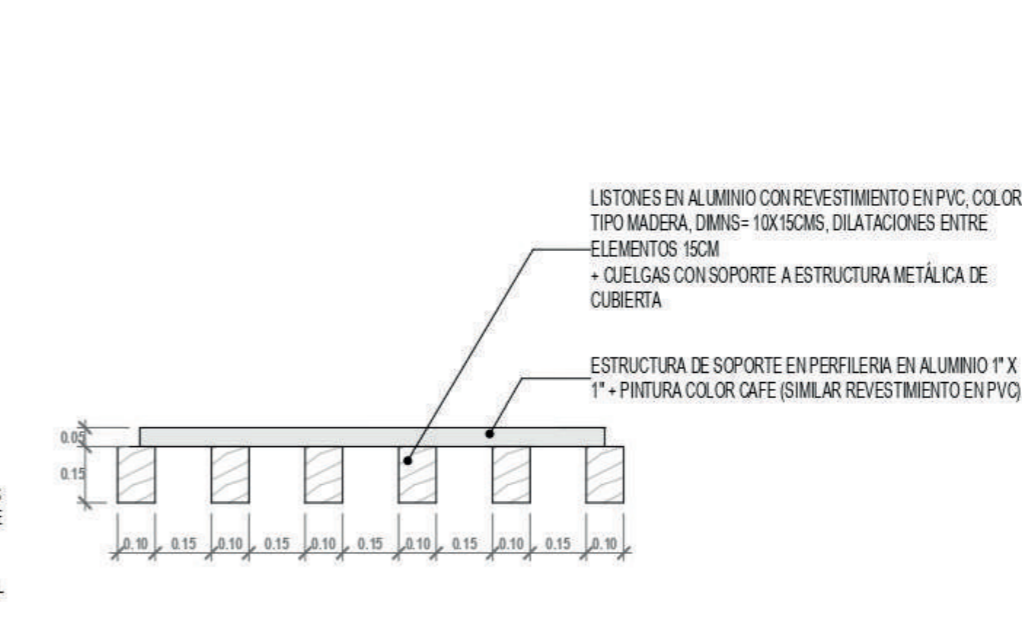 LISTONES EN ALUMINIO CON REVESTIMIENTO EN PVC, COLOR
TIPO MADERA, DIMNS= 10X15CMS, DILATACIONES ENTRE
ELEMENTOS 15CM
+ CUELGAS CON SOPORTE A ESTRUCTURA METÁLICA DE
CUBIERTA
ESTRUCTURA DE SOPORTE EN PERFILERIA EN ALUMINIO 1" X
1" + PINTURA COLOR CAFE (SIMILAR REVESTIMIENTO EN PVC)
0.05
0.15
0.10 0.15 0.10 0.15 0.10 0.15 0.10 0.15 0.10 0.15 0.10